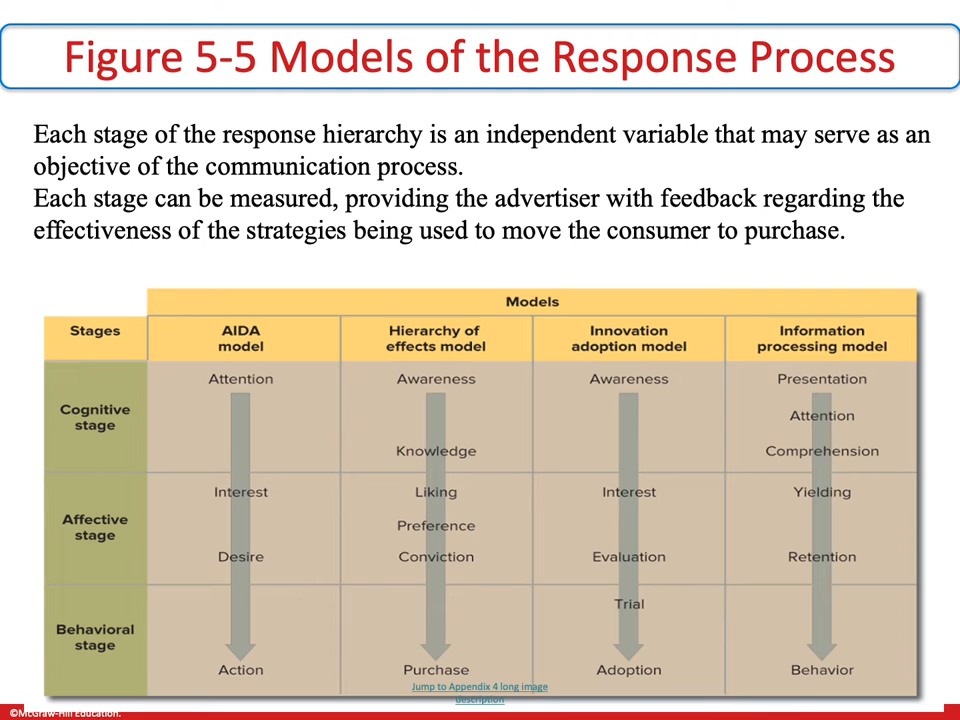 Figure 5-5 Models of the Response Process
Each stage of the response hierarchy is an independent variable that may serve as an
objective of the communication process.
Each stage can be measured, providing the advertiser with feedback regarding the
effectiveness of the strategies being used to move the consumer to purchase.
Models
Stages
AIDA
model
Hierarchy of
effects model
Innovation
adoption model
Information
processing model
Cognitive
stage
Attention
Awareness
Knowledge
Awareness
Presentation
Attention
Comprehension
Affective
stage
Interest
Desire
Liking
Preference
Conviction
Interest
Evaluation
Yielding
Retention
Behavioral
stage
Action
Purchase
Trial
Adoption
Behavior
Jump to Appendix 4 long image
description
©McGraw-Hill Education.